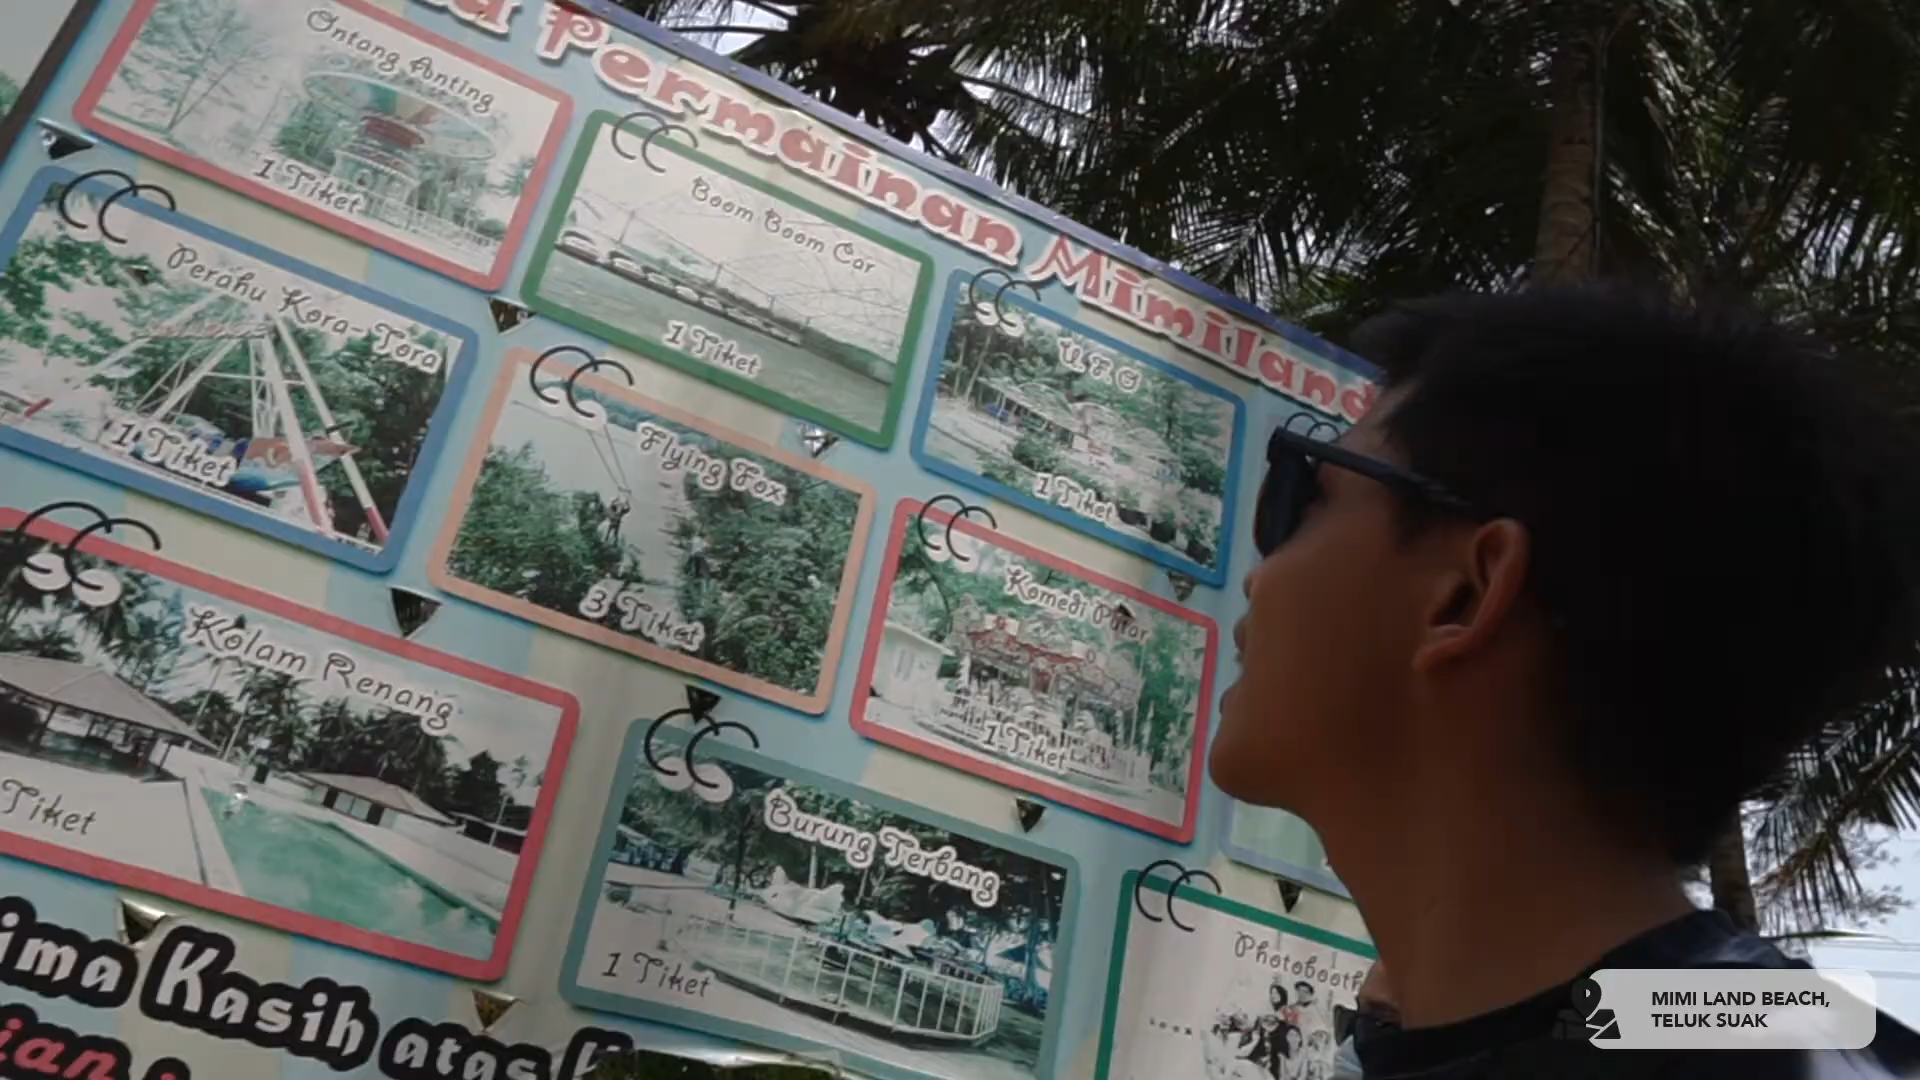 Permainan Mimiland
Ontang Anting
1 Tiket
Boom Boom Car
1 Tiket
U F O
1 Tiket
Perahu Kora-Tora
1 Tiket
Flying Fox
3 Tiket
Komedi Putar
1 Tiket
Kolam Renang
Tiket
Burung Terbang
1 Tiket
Photobooth
ima Kasih atas
ian
MIMI LAND BEACH,
TELUK SUAK